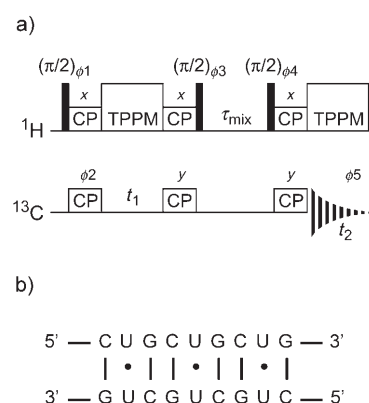 a)
(π/2)ϕ1 (π/2)ϕ3 (π/2)ϕ4
x x x
¹H CP TPPM CP τmix CP TPPM
ϕ2 y y ϕ5
¹³C CP t₁ CP CP t₂
b)
5' — C U G C U G C U G — 3'
| • | | • | | • |
3' — G U C G U C G U C — 5'